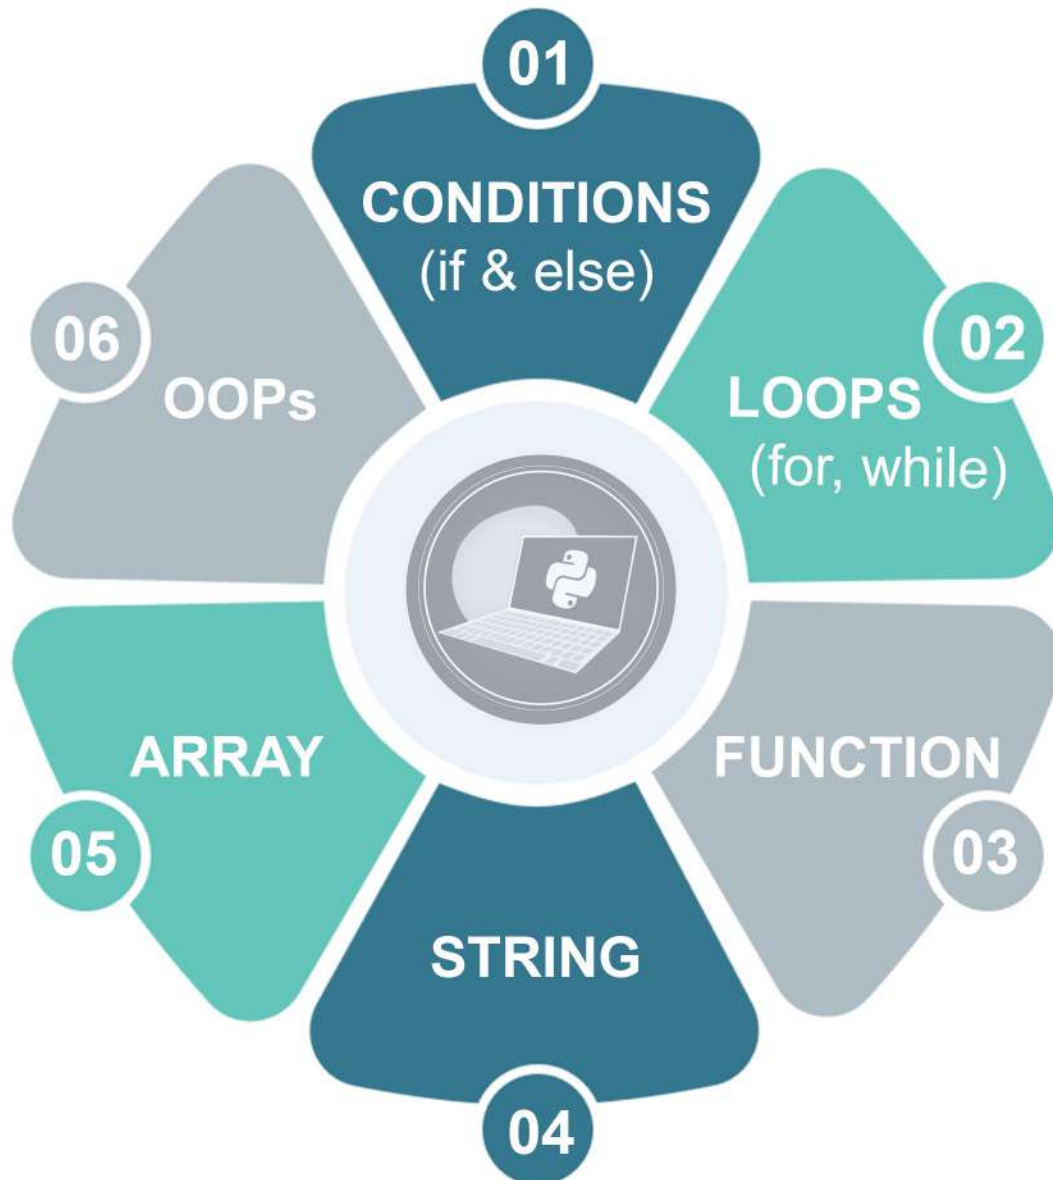 01
CONDITIONS
(if & else)
02
LOOPS
(for, while)
FUNCTION
03
STRING
04
ARRAY
05
06
OOPs